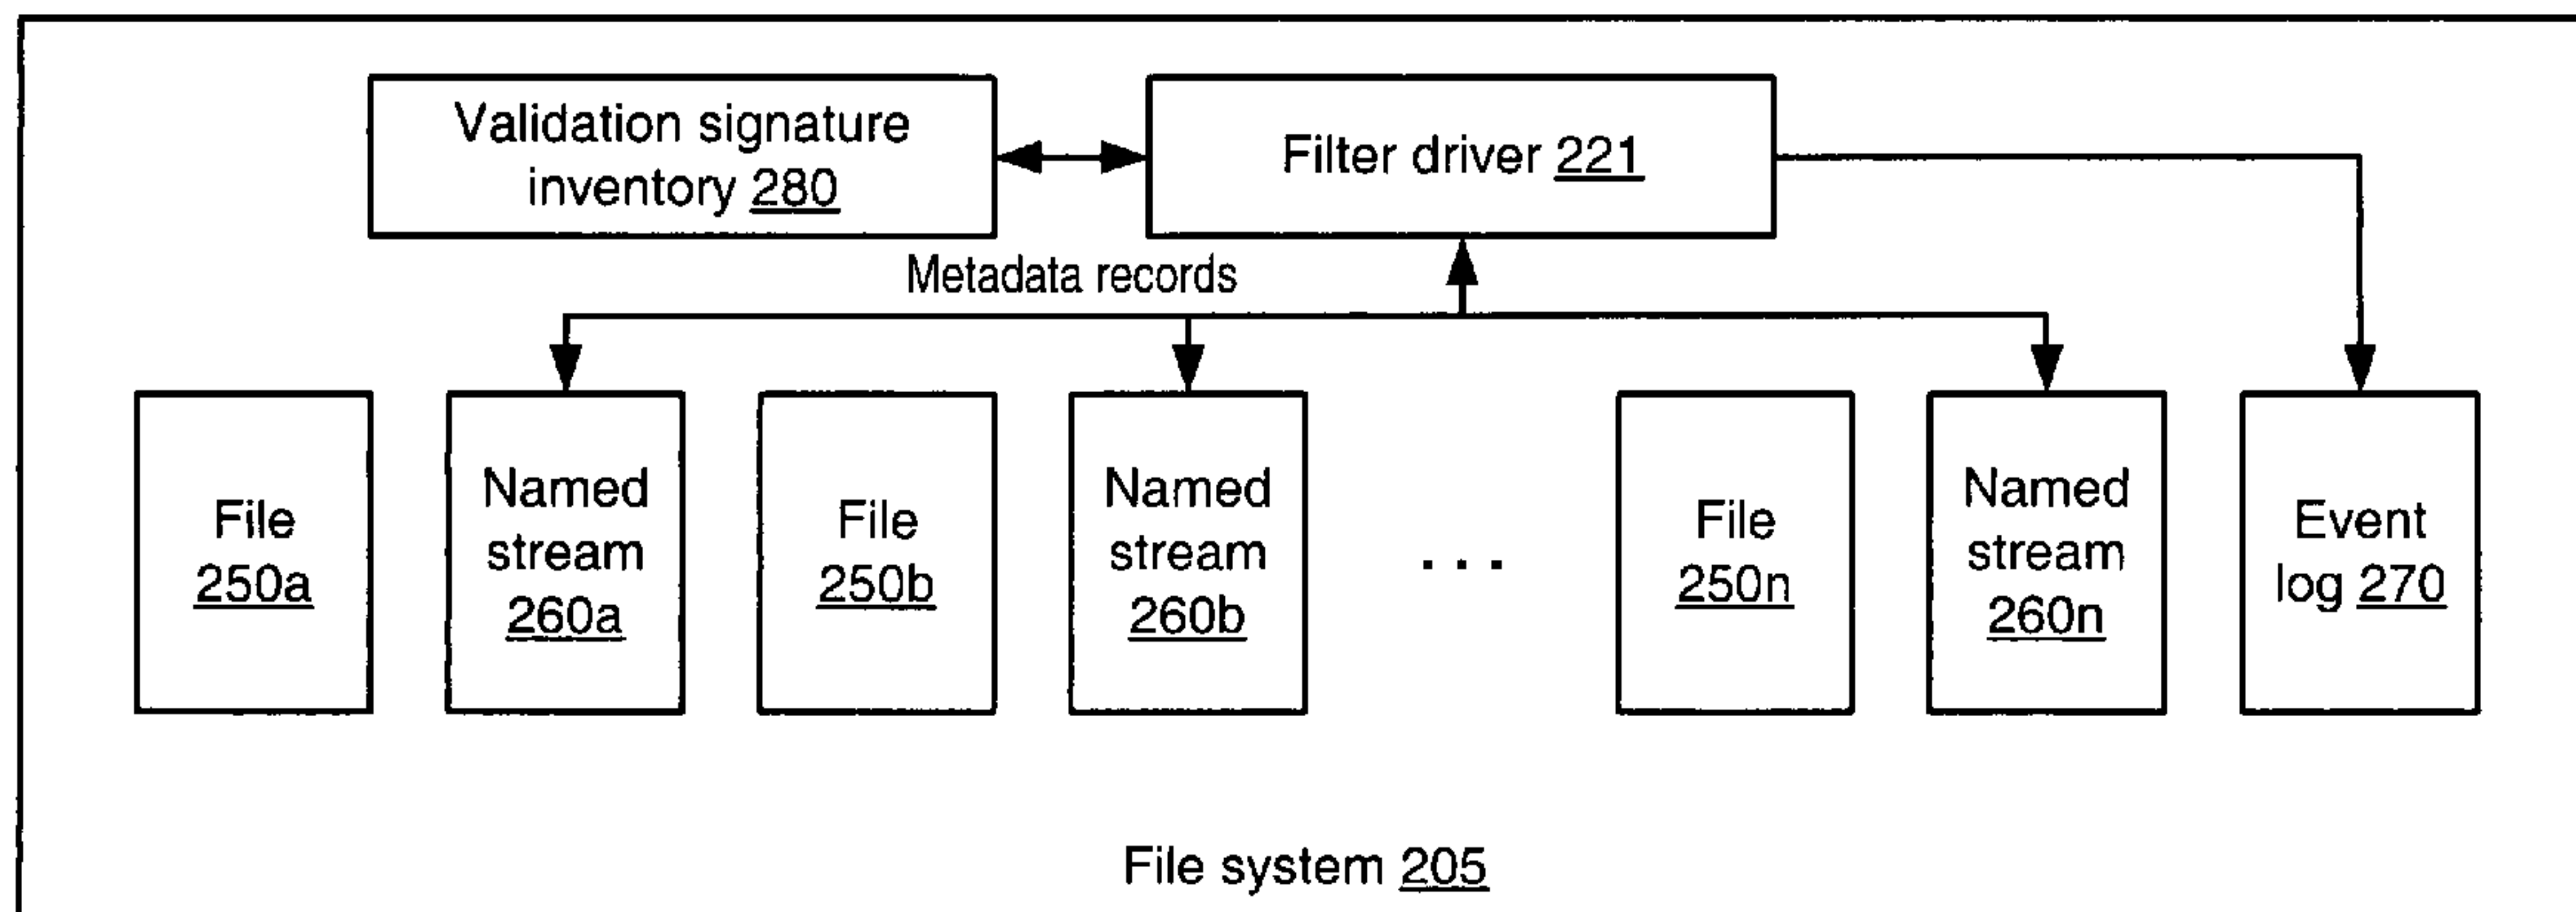 Validation signature
inventory 280
Filter driver 221
Metadata records
File
250a
Named
stream
260a
File
250b
Named
stream
260b
. . .
File
250n
Named
stream
260n
Event
log 270
File system 205